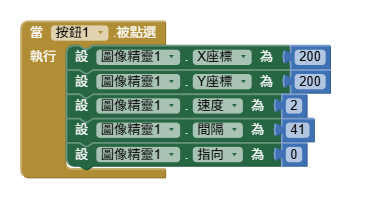 當 按鈕1 .被點選
執行 設 圖像精靈1 . X座標 為 200
設 圖像精靈1 . Y座標 為 200
設 圖像精靈1 . 速度 為 2
設 圖像精靈1 . 間隔 為 41
設 圖像精靈1 . 指向 為 0